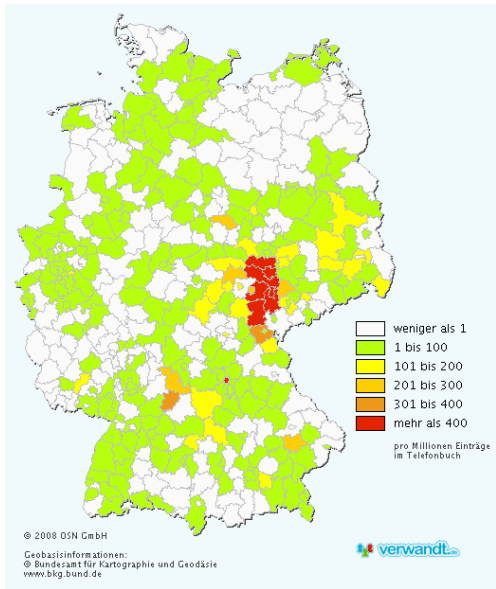 weniger als 1
1 bis 100
101 bis 200
201 bis 300
301 bis 400
mehr als 400
pro Millionen Einträge
im Telefonbuch
© 2008 OSN GmbH
Geobasisinformationen:
© Bundesamt für Kartographie und Geodäsie
www.bkg.bund.de
verwandt.de